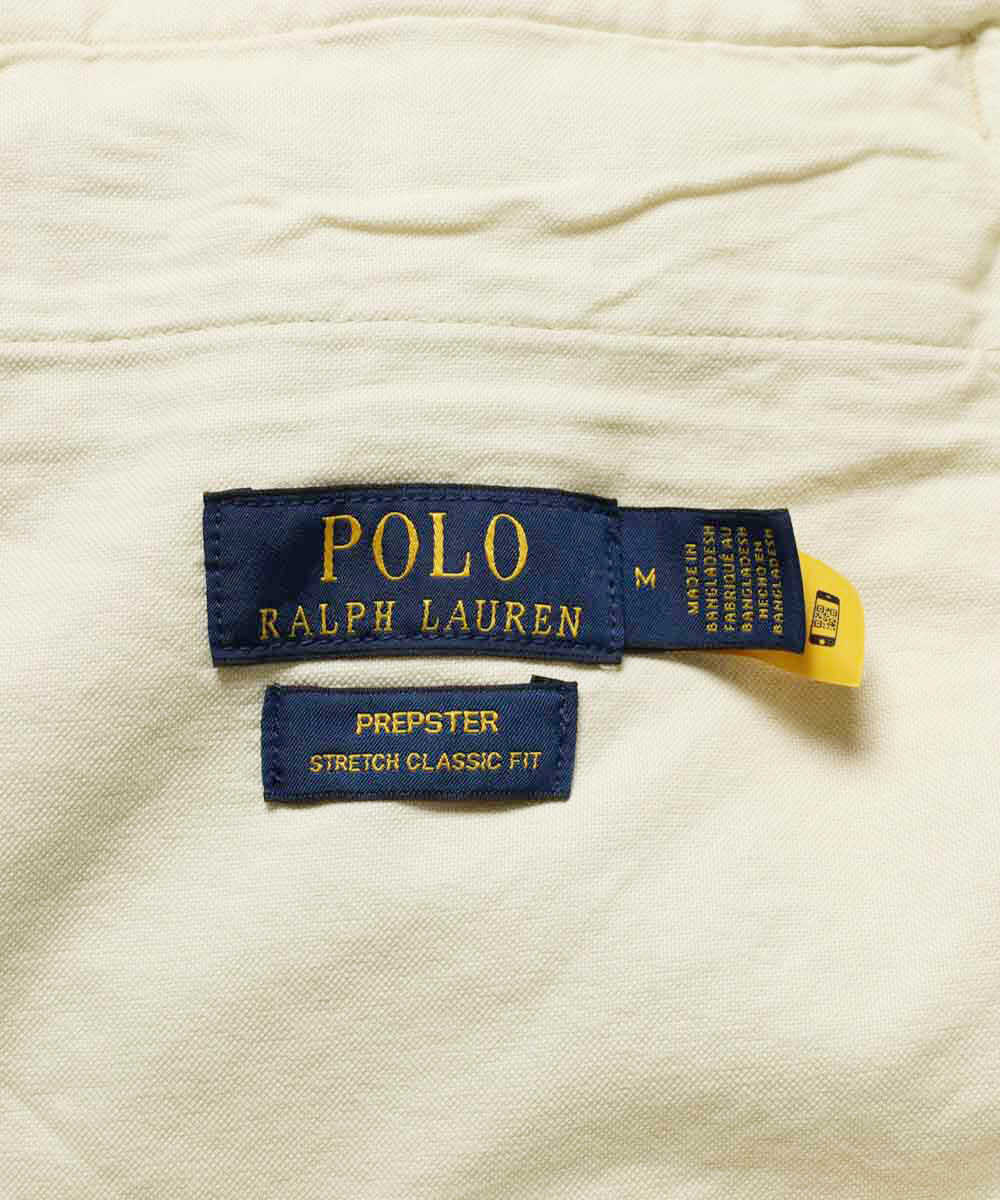 POLO
RALPH LAUREN
M
MADE IN
BANGLADESH
FABRIQUÉ AU
BANGLADESH
HECHO EN
BANGLADESH
PREPSTER
STRETCH CLASSIC FIT